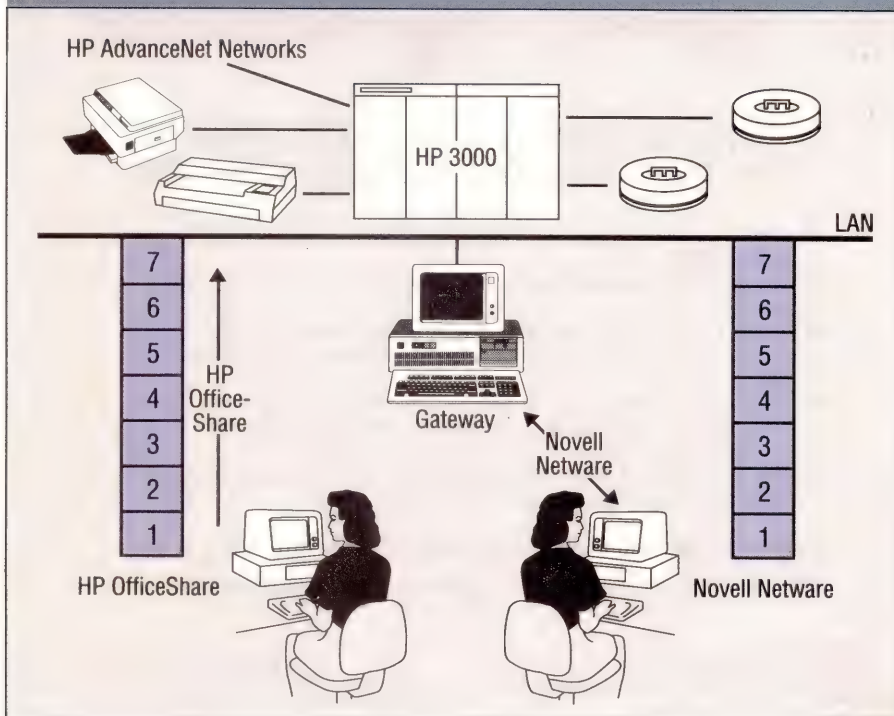 HP AdvanceNet Networks
HP 3000
LAN
7
6
5
4
3
2
1
HP
Office-
Share
HP OfficeShare
Gateway
Novell
Netware
7
6
5
4
3
2
1
Novell Netware